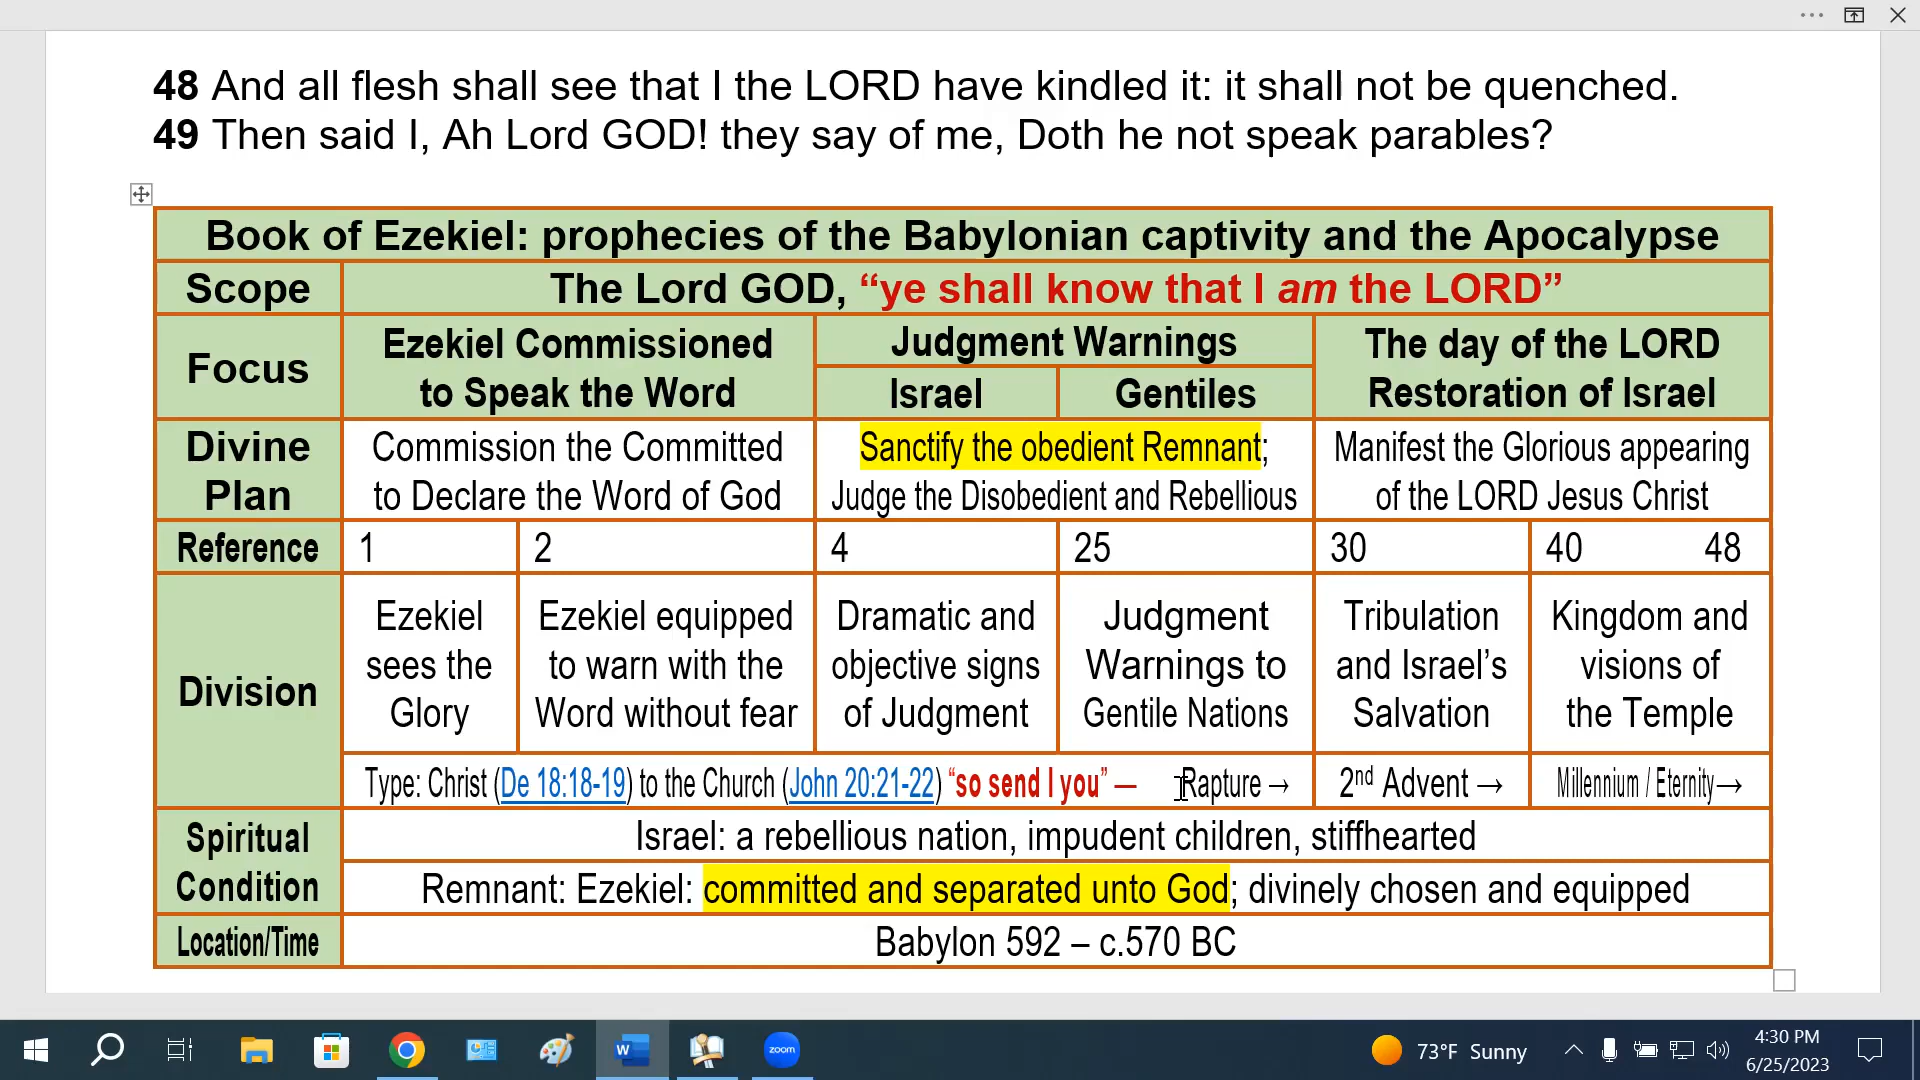 48 And all flesh shall see that I the LORD have kindled it: it shall not be quenched.
49 Then said I, Ah Lord GOD! they say of me, Doth he not speak parables?
Book of Ezekiel: prophecies of the Babylonian captivity and the Apocalypse
Scope
The Lord GOD, “ye shall know that I am the LORD”
Focus
Ezekiel Commissioned
to Speak the Word
Judgment Warnings
Israel
Gentiles
The day of the LORD
Restoration of Israel
Divine
Plan
Commission the Committed
to Declare the Word of God
Sanctify the obedient Remnant;
Judge the Disobedient and Rebellious
Manifest the Glorious appearing
of the LORD Jesus Christ
Reference
1
2
4
25
30
40 48
Division
Ezekiel
sees the
Glory
Ezekiel equipped
to warn with the
Word without fear
Dramatic and
objective signs
of Judgment
Judgment
Warnings to
Gentile Nations
Tribulation
and Israel’s
Salvation
Kingdom and
visions of
the Temple
Type: Christ (De 18:18-19) to the Church (John 20:21-22) “so send I you” — Rapture →
2nd Advent →
Millennium / Eternity→
Spiritual
Condition
Israel: a rebellious nation, impudent children, stiffhearted
Remnant: Ezekiel: committed and separated unto God; divinely chosen and equipped
Location/Time
Babylon 592 – c.570 BC
W
zoom
73°F Sunny
4:30 PM
6/25/2023